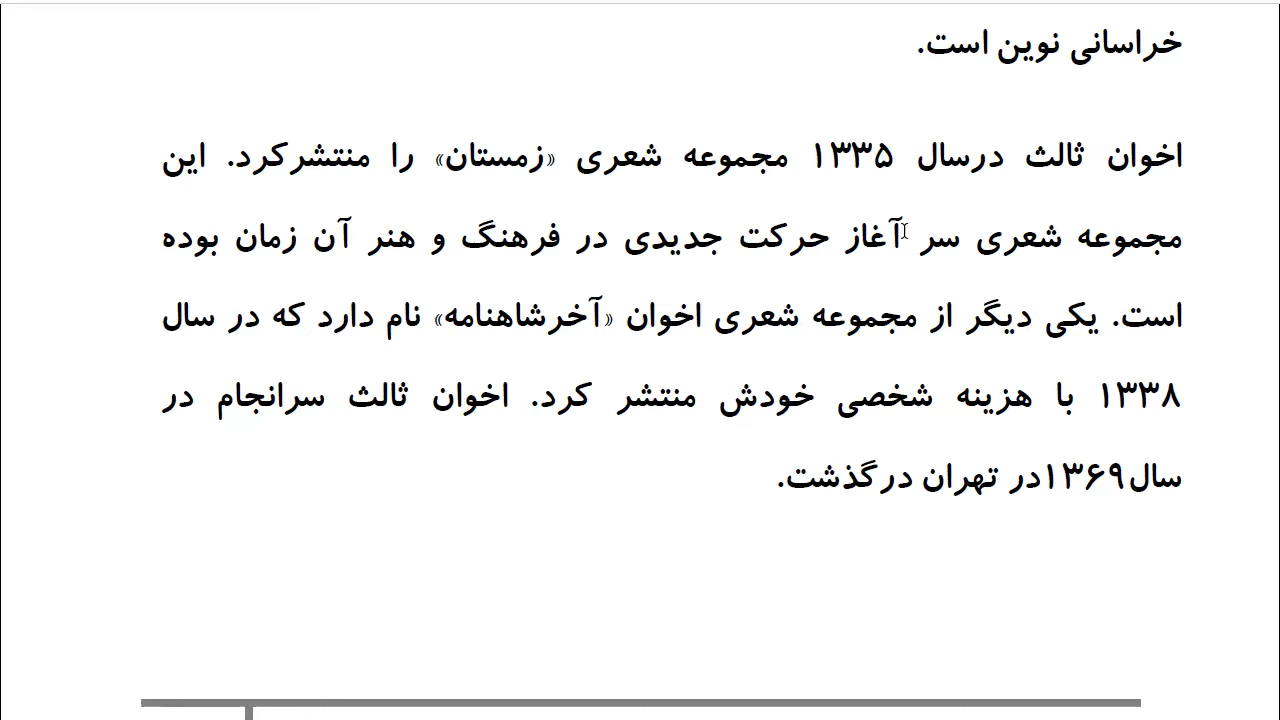 خراسانی نوین است.
اخوان ثالث درسال ۱۳۳۵ مجموعه شعری «زمستان» را منتشرکرد. این
مجموعه شعری سر آغاز حرکت جدیدی در فرهنگ و هنر آن زمان بوده
است. یکی دیگر از مجموعه شعری اخوان «آخرشاهنامه» نام دارد که در سال
۱۳۳۸ با هزینه شخصی خودش منتشر کرد. اخوان ثالث سرانجام در
سال۱۳۶۹در تهران درگذشت.